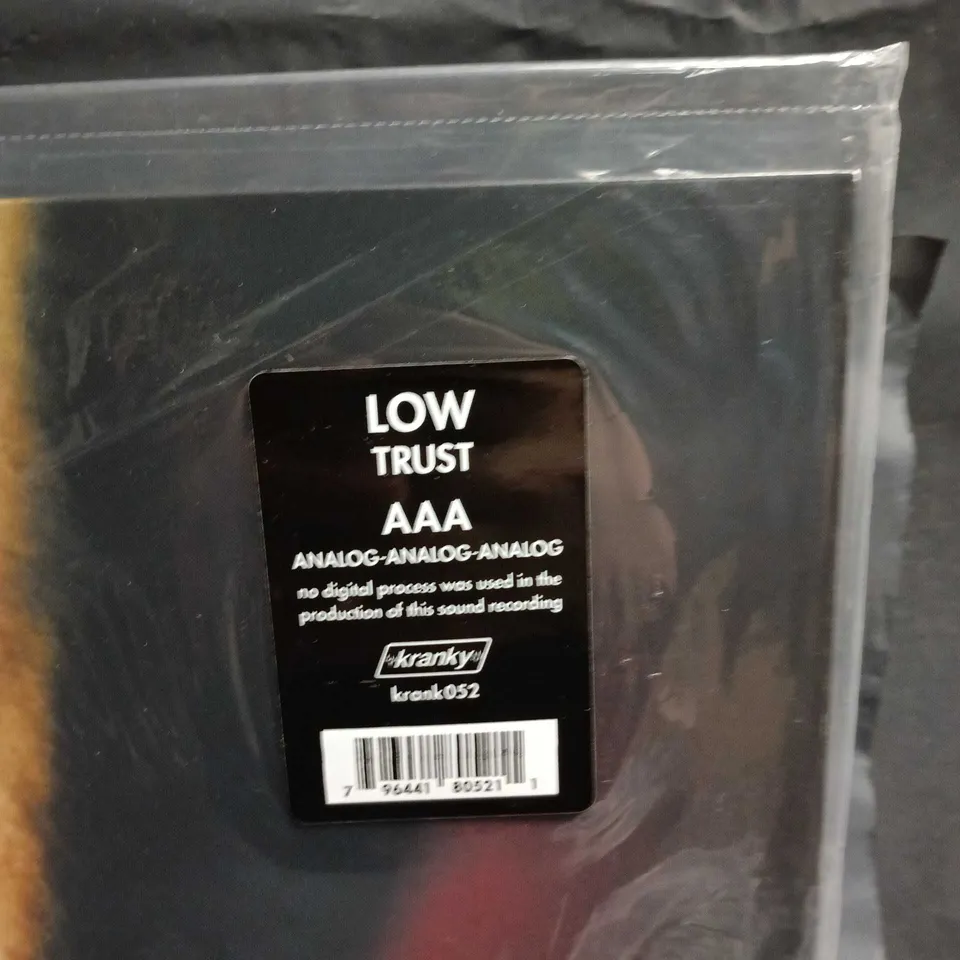 LOW
TRUST
AAA
ANALOG-ANALOG-ANALOG
no digital process was used in the
production of this sound recording
kranky
krank052
7 96441 80521 1